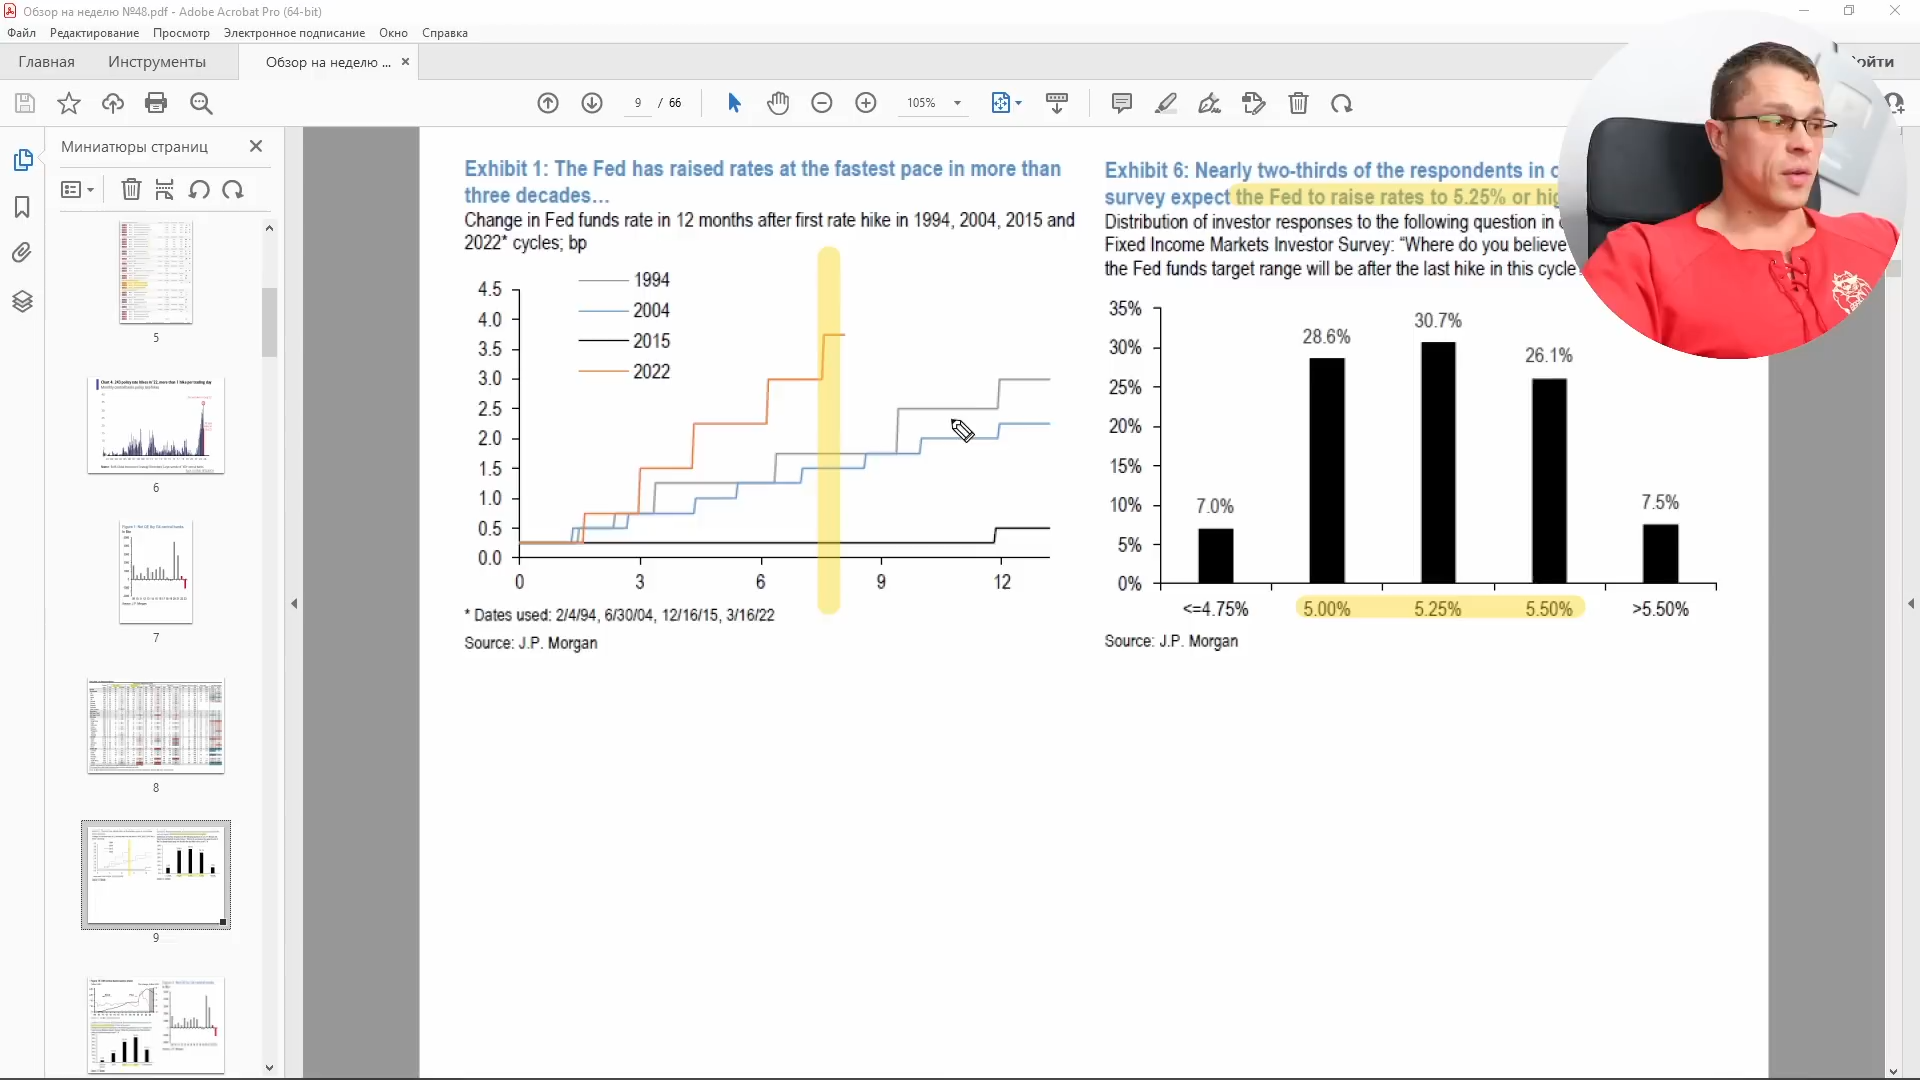 Обзор на неделю №48.pdf - Adobe Acrobat Pro (64-bit)
Файл Редактирование Просмотр Электронное подписание Окно Справка
Главная Инструменты Обзор на неделю ...
9 / 66 105%
Миниатюры страниц
5
6
7
8
9
Exhibit 1: The Fed has raised rates at the fastest pace in more than
three decades…
Change in Fed funds rate in 12 months after first rate hike in 1994, 2004, 2015 and
2022* cycles; bp
1994
2004
2015
2022
4.5
4.0
3.5
3.0
2.5
2.0
1.5
1.0
0.5
0.0
0 3 6 9 12
* Dates used: 2/4/94, 6/30/04, 12/16/15, 3/16/22
Source: J.P. Morgan
Exhibit 6: Nearly two-thirds of the respondents in
survey expect the Fed to raise rates to 5.25% or
Distribution of investor responses to the following question in
Fixed Income Markets Investor Survey: “Where do you believe
the Fed funds target range will be after the last hike in this cycle
35%
30%
25%
20%
15%
10%
5%
0%
7.0%
28.6%
30.7%
26.1%
7.5%
<=4.75% 5.00% 5.25% 5.50% >5.50%
Source: J.P. Morgan